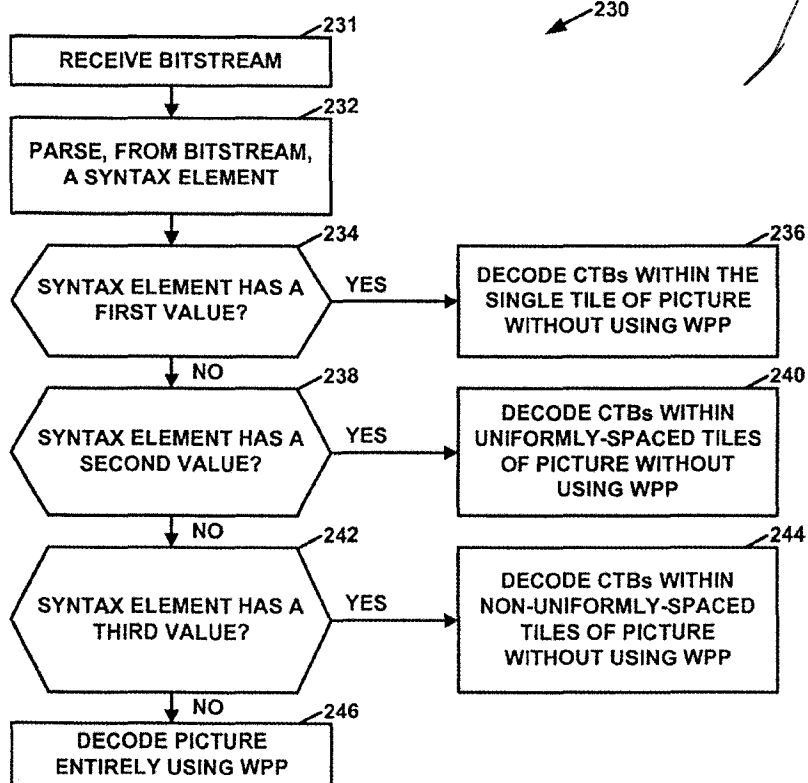 230
231
RECEIVE BITSTREAM
232
PARSE, FROM BITSTREAM,
A SYNTAX ELEMENT
234
SYNTAX ELEMENT HAS A
FIRST VALUE?
YES
236
DECODE CTBs WITHIN THE
SINGLE TILE OF PICTURE
WITHOUT USING WPP
NO
238
SYNTAX ELEMENT HAS A
SECOND VALUE?
YES
240
DECODE CTBs WITHIN
UNIFORMLY-SPACED TILES
OF PICTURE WITHOUT
USING WPP
NO
242
SYNTAX ELEMENT HAS A
THIRD VALUE?
YES
244
DECODE CTBs WITHIN
NON-UNIFORMLY-SPACED
TILES OF PICTURE
WITHOUT USING WPP
NO
246
DECODE PICTURE
ENTIRELY USING WPP